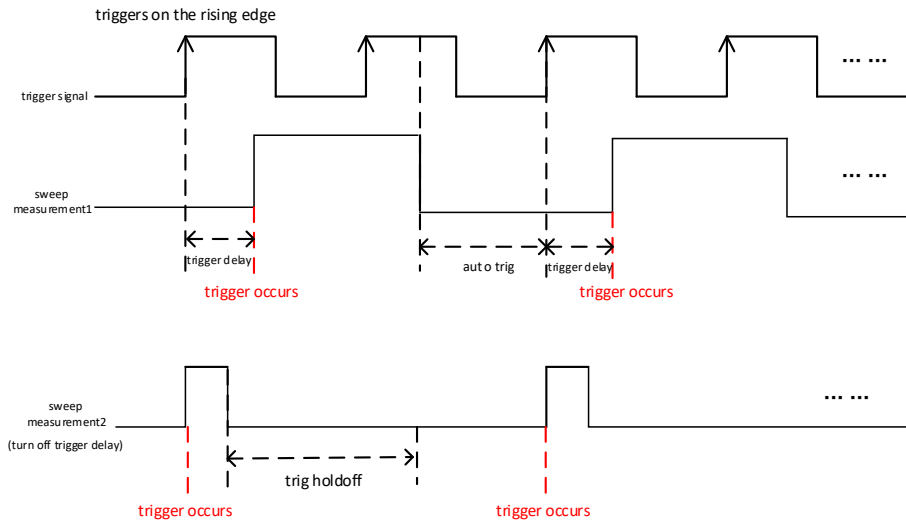 triggers on the rising edge
... ...
trigger signal
... ...
sweep
measurement1
trigger delay
auto trig
trigger delay
trigger occurs
trigger occurs
... ...
sweep
measurement2
(turn off trigger delay)
trig holdoff
trigger occurs
trigger occurs